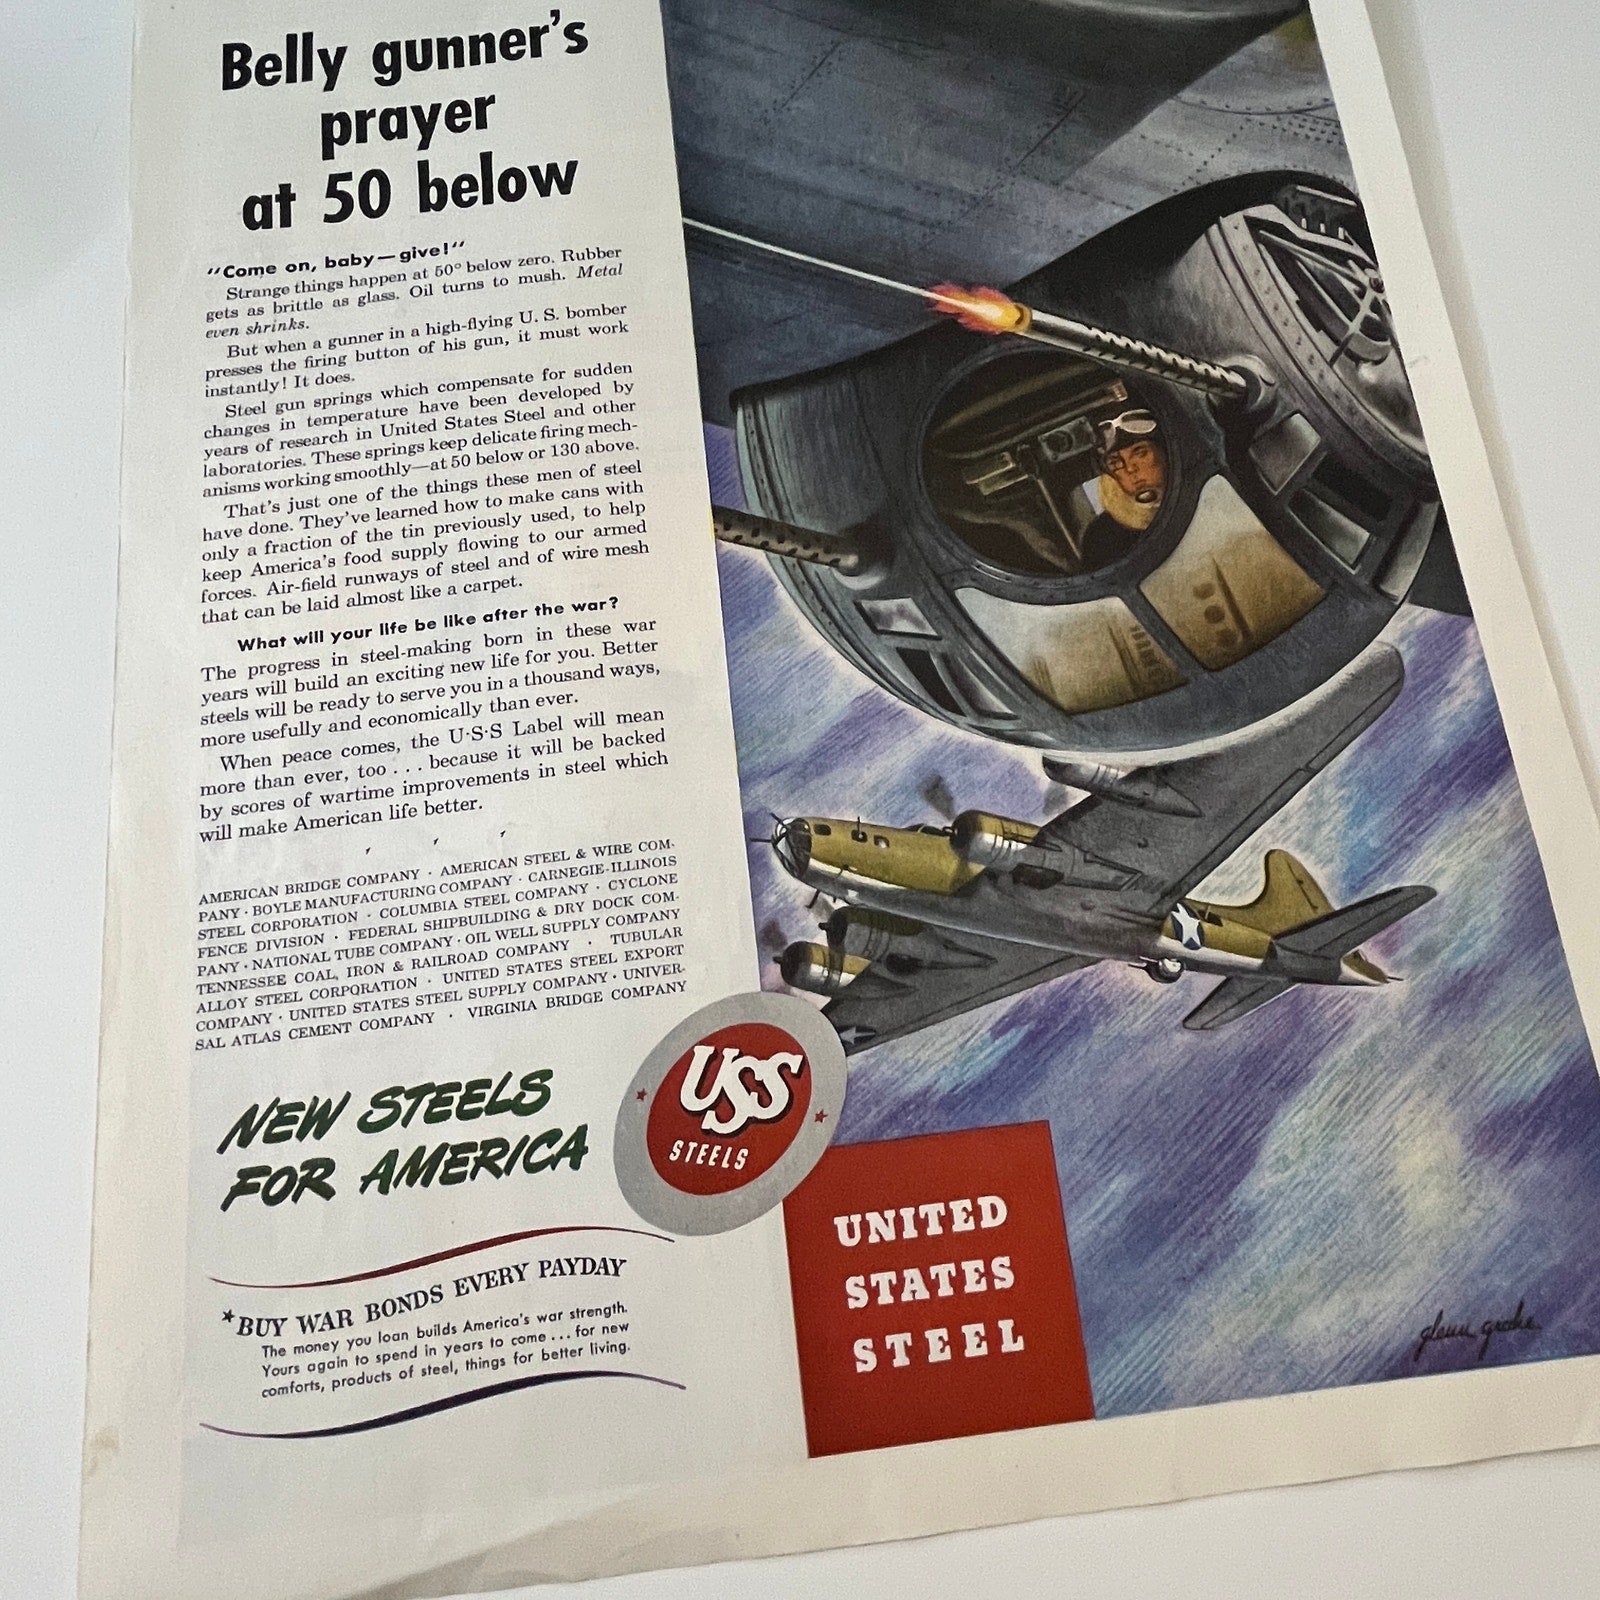 Belly gunner's
prayer
at 50 below
"Come on, baby—give!"
Strange things happen at 50° below zero. Rubber
gets as brittle as glass. Oil turns to mush. Metal
even shrinks.
But when a gunner in a high-flying U. S. bomber
presses the firing button of his gun, it must work
instantly! It does.
Steel gun springs which compensate for sudden
changes in temperature have been developed by
years of research in United States Steel and other
laboratories. These springs keep delicate firing mech-
anisms working smoothly—at 50 below or 130 above.
That's just one of the things these men of steel
have done. They've learned how to make cans with
only a fraction of the tin previously used, to help
keep America's food supply flowing to our armed
forces. Air-field runways of steel and of wire mesh
that can be laid almost like a carpet.
What will your life be like after the war?
The progress in steel-making born in these war
years will build an exciting new life for you. Better
steels will be ready to serve you in a thousand ways,
more usefully and economically than ever.
When peace comes, the U·S·S Label will mean
more than ever, too . . . because it will be backed
by scores of wartime improvements in steel which
will make American life better.
AMERICAN BRIDGE COMPANY · AMERICAN STEEL & WIRE COM-
PANY · BOYLE MANUFACTURING COMPANY · CARNEGIE-ILLINOIS
STEEL CORPORATION · COLUMBIA STEEL COMPANY · CYCLONE
FENCE DIVISION · FEDERAL SHIPBUILDING & DRY DOCK COM-
PANY · NATIONAL TUBE COMPANY · OIL WELL SUPPLY COMPANY
TENNESSEE COAL, IRON & RAILROAD COMPANY · TUBULAR
ALLOY STEEL CORPORATION · UNITED STATES STEEL EXPORT
COMPANY · UNITED STATES STEEL SUPPLY COMPANY · UNIVER-
SAL ATLAS CEMENT COMPANY · VIRGINIA BRIDGE COMPANY
NEW STEELS
FOR AMERICA
USS
STEELS
*BUY WAR BONDS EVERY PAYDAY
The money you loan builds America's war strength.
Yours again to spend in years to come . . . for new
comforts, products of steel, things for better living.
UNITED
STATES
STEEL
glenn grohe